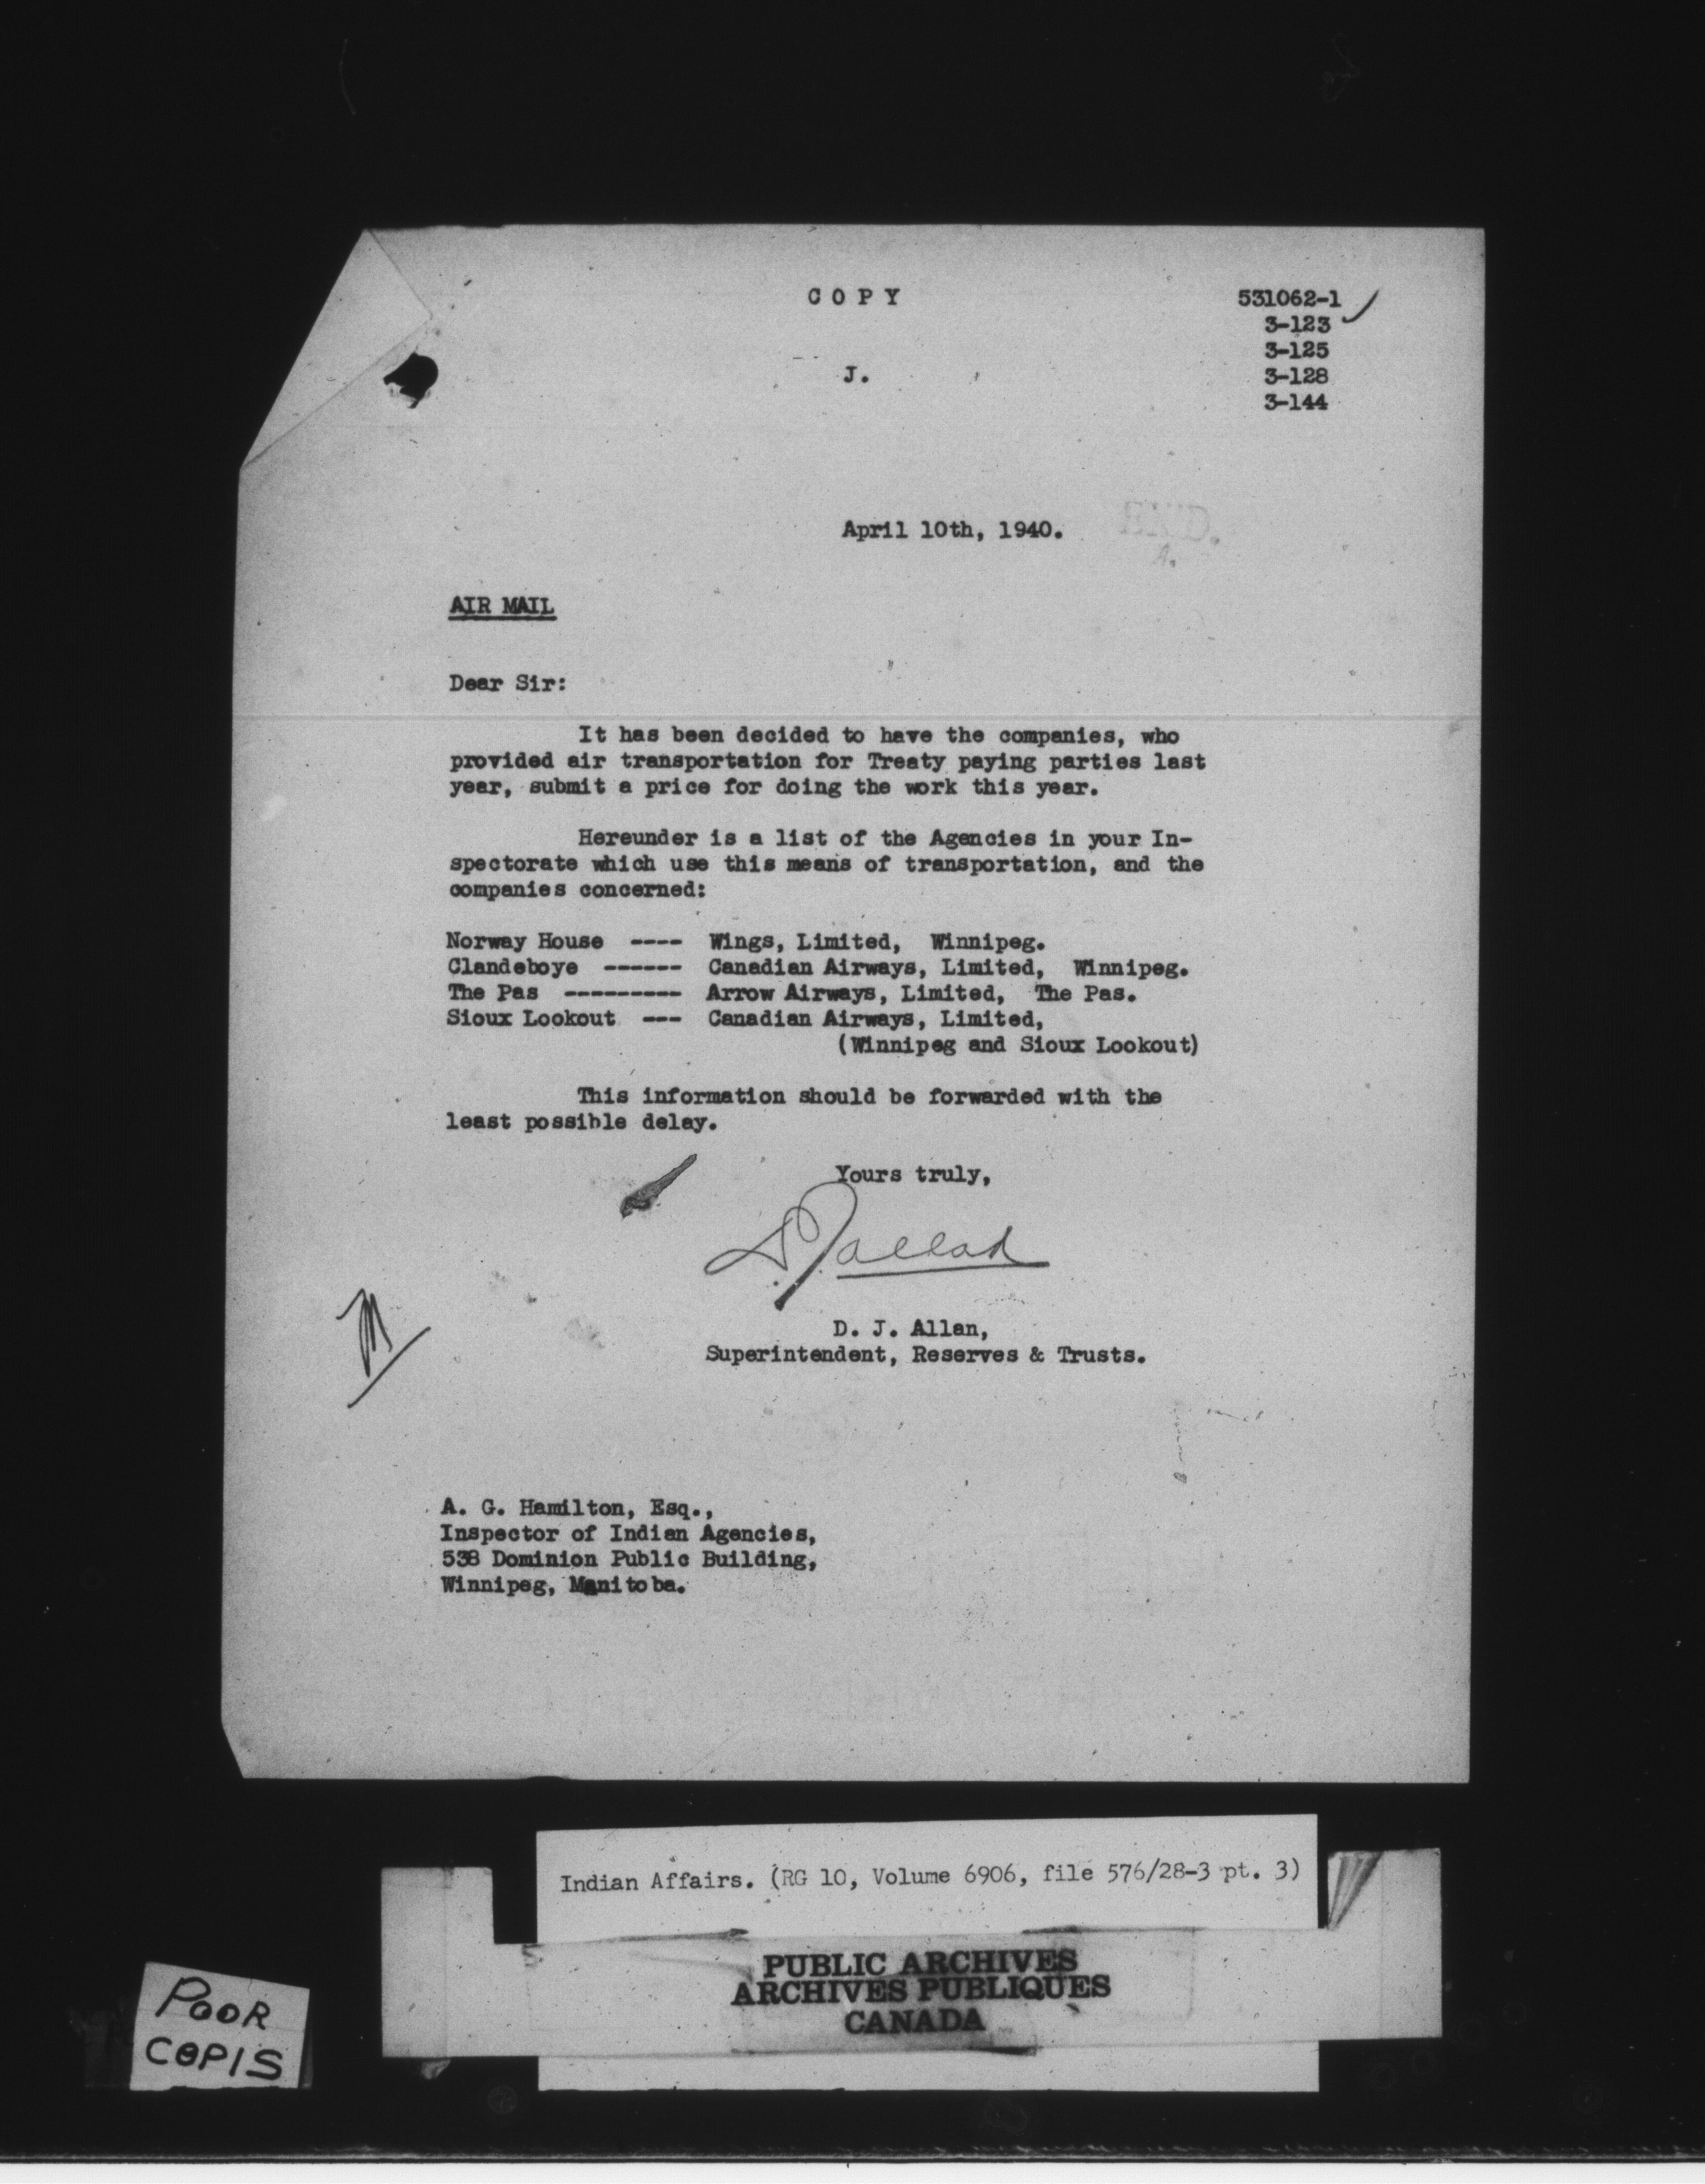 COPY
531062-1
3-123
3-125
J.
3-128
3-144
April 10th, 1940.
AIR MAIL
Dear Sir:
It has been decided to have the companies, who
provided air transportation for Treaty paying parties last
year, submit a price for doing the work this year.
Hereunder is a list of the Agencies in your In-
spectorate which use this means of transportation, and the
companies concerned:
Norway House ---- Wings, Limited, Winnipeg.
Clandeboye ------ Canadian Airways, Limited, Winnipeg.
The Pas --------- Arrow Airways, Limited, The Pas.
Sioux Lookout --- Canadian Airways, Limited,
(Winnipeg and Sioux Lookout)
This information should be forwarded with the
least possible delay.
Yours truly,
D. J. Allan
D. J. Allan,
Superintendent, Reserves & Trusts.
M
A. G. Hamilton, Esq.,
Inspector of Indian Agencies,
538 Dominion Public Building,
Winnipeg, Manitoba.
Indian Affairs. (RG 10, Volume 6906, file 576/28-3 pt. 3)
PUBLIC ARCHIVES
ARCHIVES PUBLIQUES
CANADA
POOR
COPIS